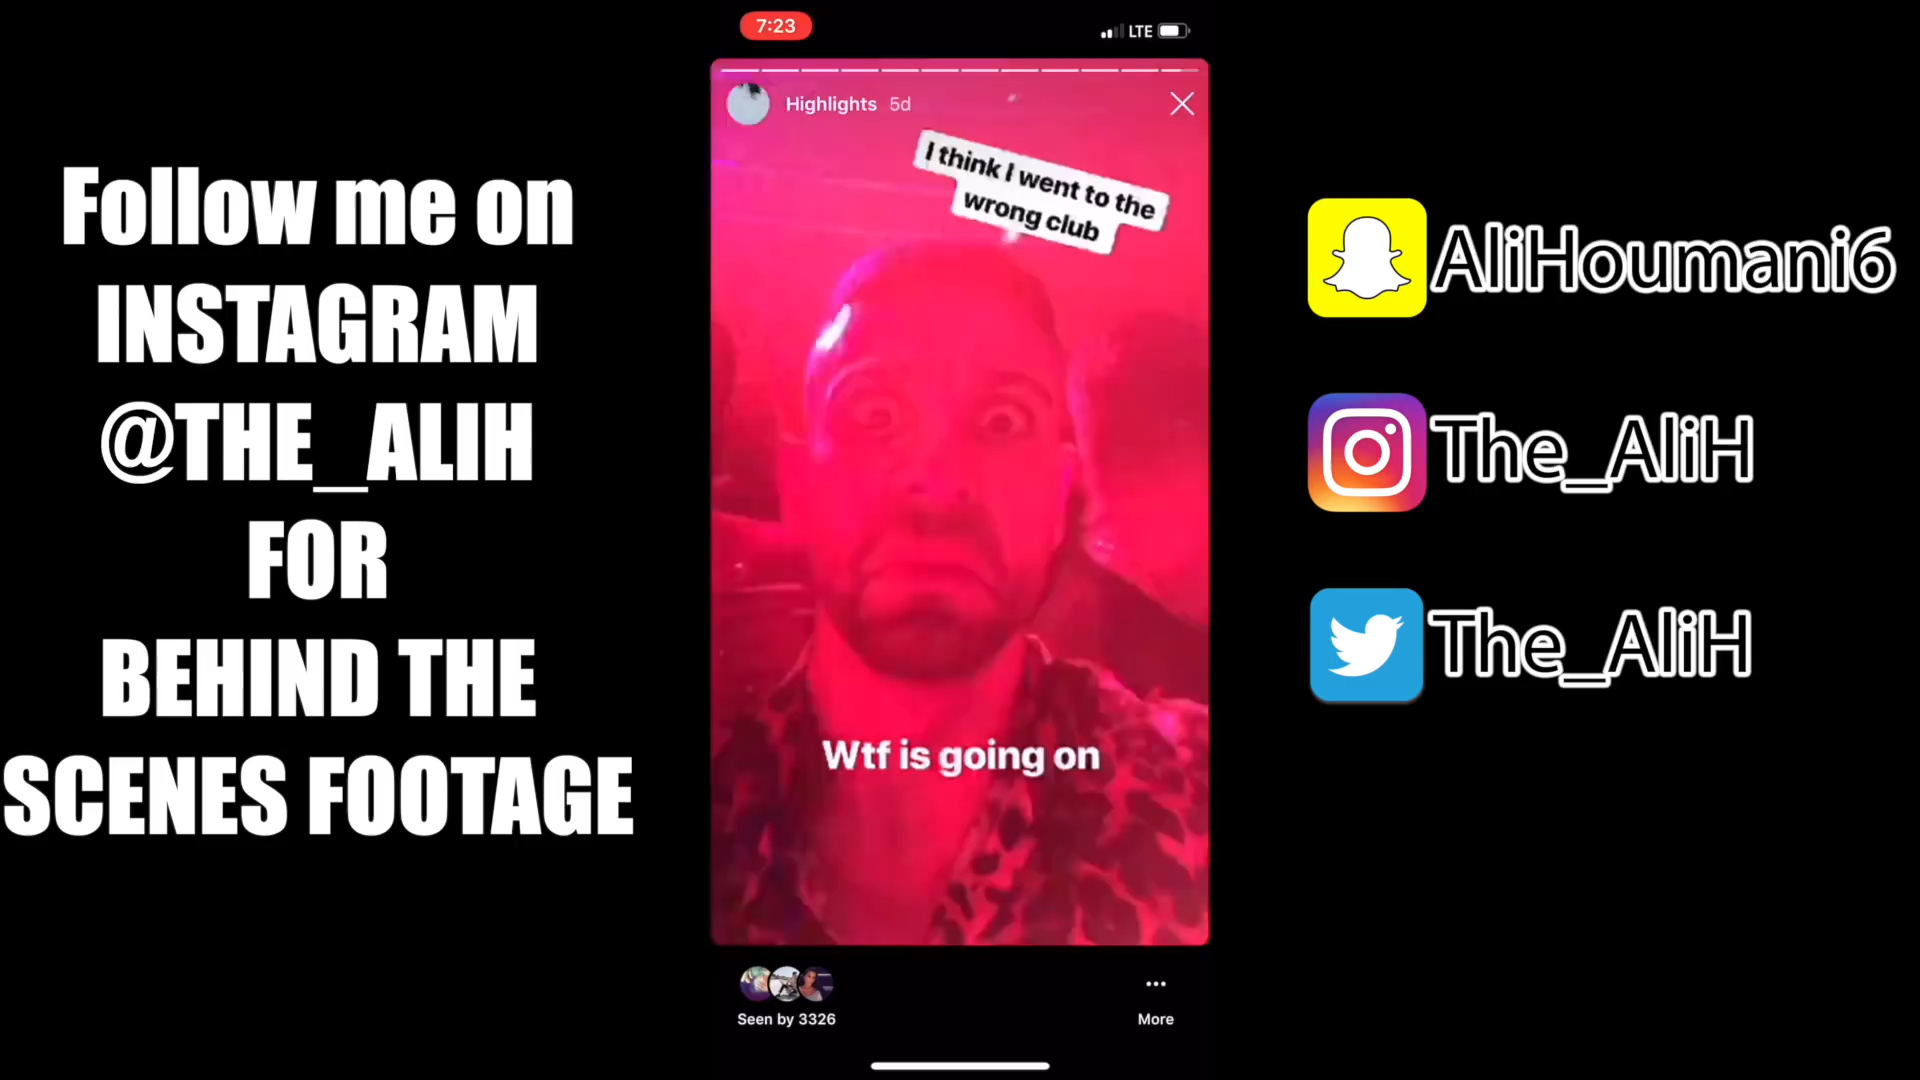 Follow me on
INSTAGRAM
@THE_ALIH
FOR
BEHIND THE
SCENES FOOTAGE
7:23
LTE
Highlights 5d
I think I went to the
wrong club
Wtf is going on
Seen by 3326
More
AliHoumani6
The_AliH
The_AliH